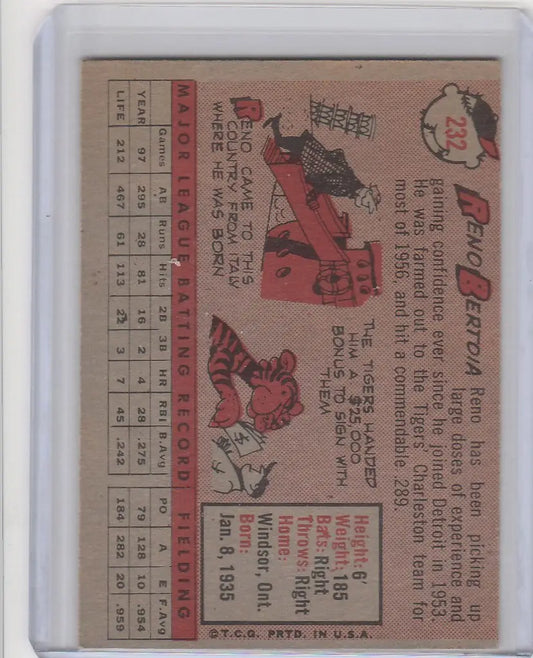 232
RENO BERTOIA Reno has been picking up
large doses of experience and
gaining confidence ever since he joined Detroit in 1953.
He was farmed out to the Tigers' Charleston team for
most of 1956, and hit a commendable .289.
RENO CAME TO THIS
COUNTRY FROM ITALY
WHERE HE WAS BORN
THE TIGERS HANDED
HIM A $25,000
BONUS TO SIGN WITH
THEM
Height: 6'
Weight: 185
Bats: Right
Throws: Right
Home:
Windsor, Ont.
Born:
Jan. 8, 1935
MAJOR LEAGUE BATTING RECORD FIELDING
Games AB Runs Hits 2B 3B HR RBI B.Avg PO A E F.Avg
YEAR 97 295 28 81 16 2 4 28 .275 79 128 10 .954
LIFE 212 467 61 113 22 3 7 45 .242 184 282 20 .959
©T.C.G. PRTD. IN U.S.A.